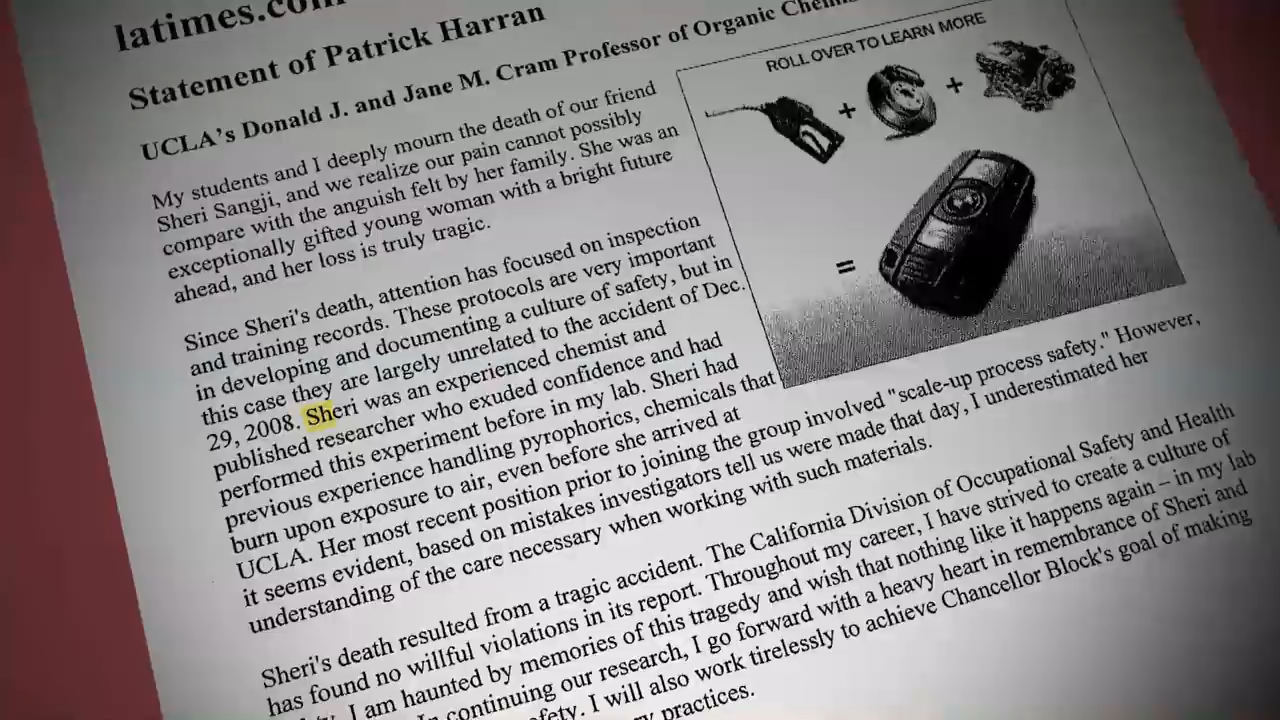 latimes.com
Statement of Patrick Harran
UCLA's Donald J. and Jane M. Cram Professor of Organic
My students and I deeply mourn the death of our friend
Sheri Sangji, and we realize our pain cannot possibly
compare with the anguish felt by her family. She was an
exceptionally gifted young woman with a bright future
ahead, and her loss is truly tragic.
Since Sheri's death, attention has focused on inspection
and training records. These protocols are very important
in developing and documenting a culture of safety, but in
this case they are largely unrelated to the accident of Dec.
29, 2008. Sheri was an experienced chemist and
published researcher who exuded confidence and had
performed this experiment before in my lab. Sheri had
previous experience handling pyrophorics, chemicals that
burn upon exposure to air, even before she arrived at
UCLA. Her most recent position prior to joining the group involved "scale-up process safety." However,
it seems evident, based on mistakes investigators tell us were made that day, I underestimated her
understanding of the care necessary when working with such materials.
Sheri's death resulted from a tragic accident. The California Division of Occupational Safety and Health
has found no willful violations in its report. Throughout my career, I have strived to create a culture of
I am haunted by memories of this tragedy and wish that nothing like it happens again – in my lab
In continuing our research, I go forward with a heavy heart in remembrance of Sheri and
I will also work tirelessly to achieve Chancellor Block's goal of making
practices.
ROLL OVER TO LEARN MORE
+
+
=